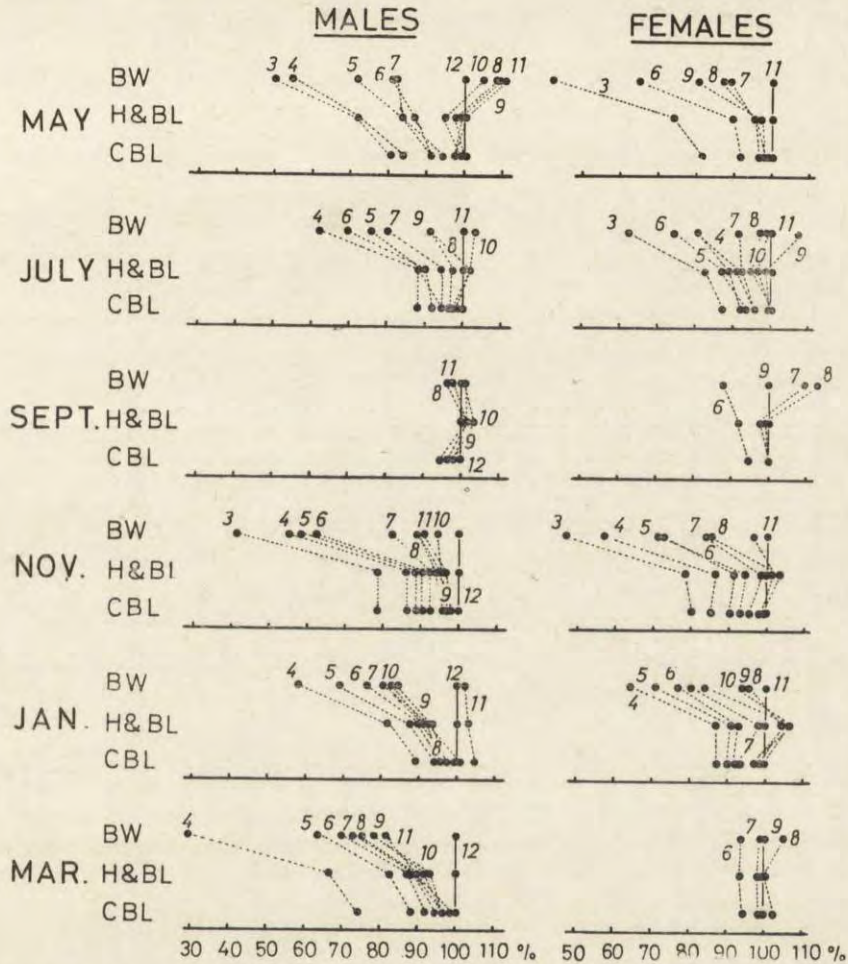 MALES FEMALES
3 4 5 7 12 10 8 11 11
BW 6 6 9 8 7
3
MAY H&BL 9
CBL
4 6 5 7 9 11 3 6 7 8 11
BW
8 10 4 9
JULY H&BL 5 10
CBL
11 9 7 8
BW
8
6
SEPT. H&BL 10
9
CBL 12
3 4 5 6 7 11 10 3 4 5 7 8 11
BW
8 6
NOV. H&Bl
9 12
CBL
4 5 6 7 10 12 5 6 10 9 8 11
BW
9 11 4
JAN. H&BL
8 7
CBL
4 5 6 7 8 9 7 9
BW 8
11 10 12 6
MAR. H&BL
CBL
30 40 50 60 70 80 90 100 110 % 50 60 70 80 90 100 110 %